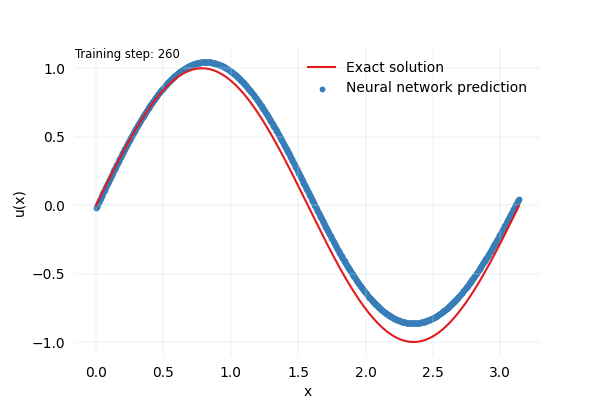 Training step: 260
Exact solution
Neural network prediction
1.0
0.5
0.0
−0.5
−1.0
u(x)
0.0 0.5 1.0 1.5 2.0 2.5 3.0
x